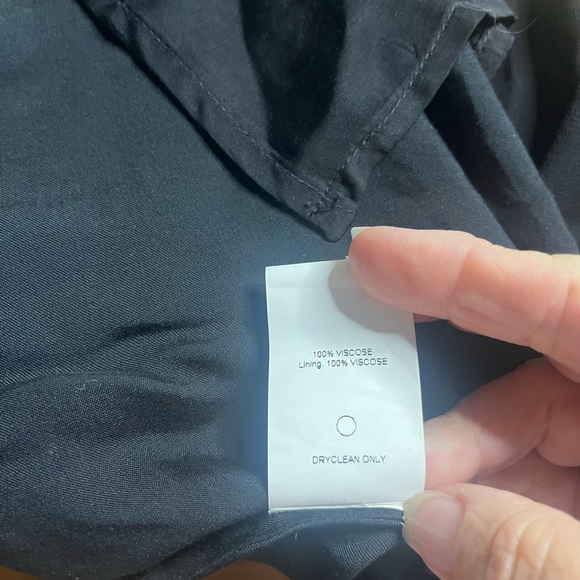 100% VISCOSE
Lining: 100% VISCOSE
DRYCLEAN ONLY